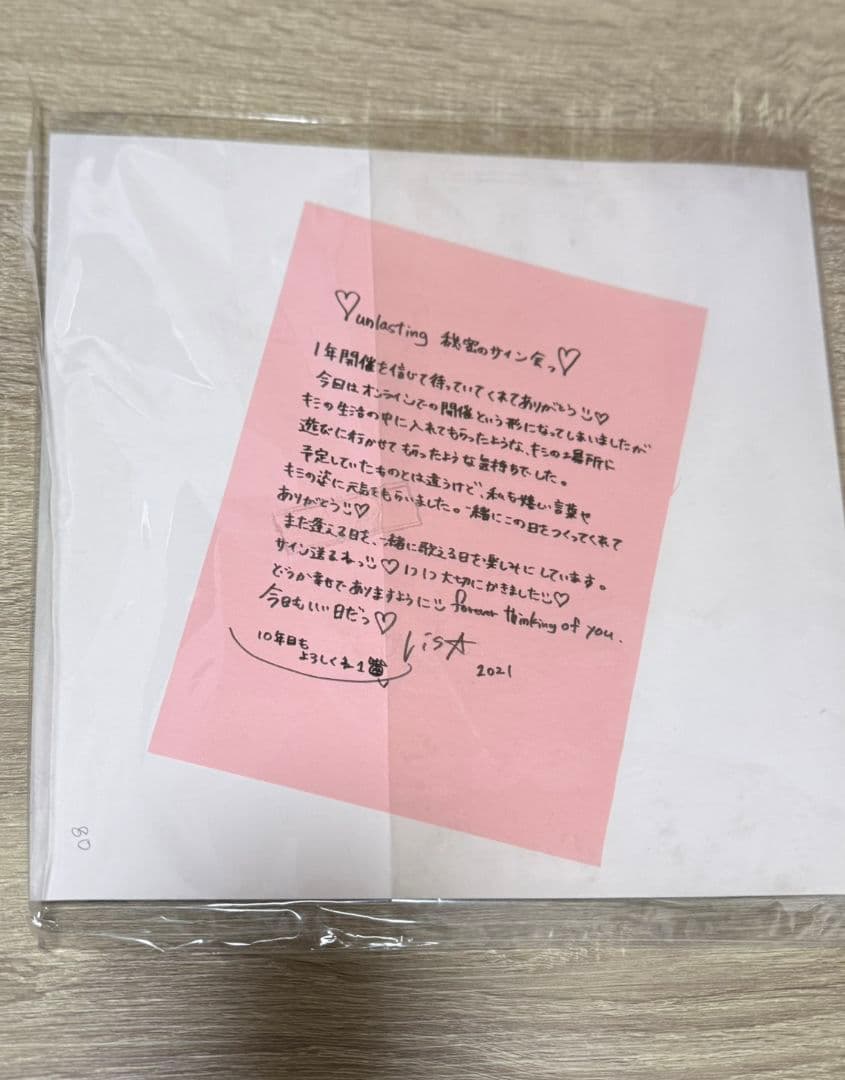 ♡unlasting 秘密のサイン会っ♡
1年開催を信じて待っていてくれてありがとう♡
今日はオンラインでの開催という形になってしまいましたが
キミの生活の中に入れてもらったような、キミの場所に
遊びに行かせてもらったような気持ちでした。
予定していたものとは違うけど、私も嬉しい言葉や
キミの姿に元気をもらいました。一緒にこの日をつくってくれて
ありがとう♡
また逢える日を、一緒に歌える日を楽しみにしています。
サイン送るねっ♡1つ1つ大切にかきました♡
どうか幸せでありますように forever thinking of you.
今日もいい日だっ♡
LiSA
10年目も
よろしくね
2021
80